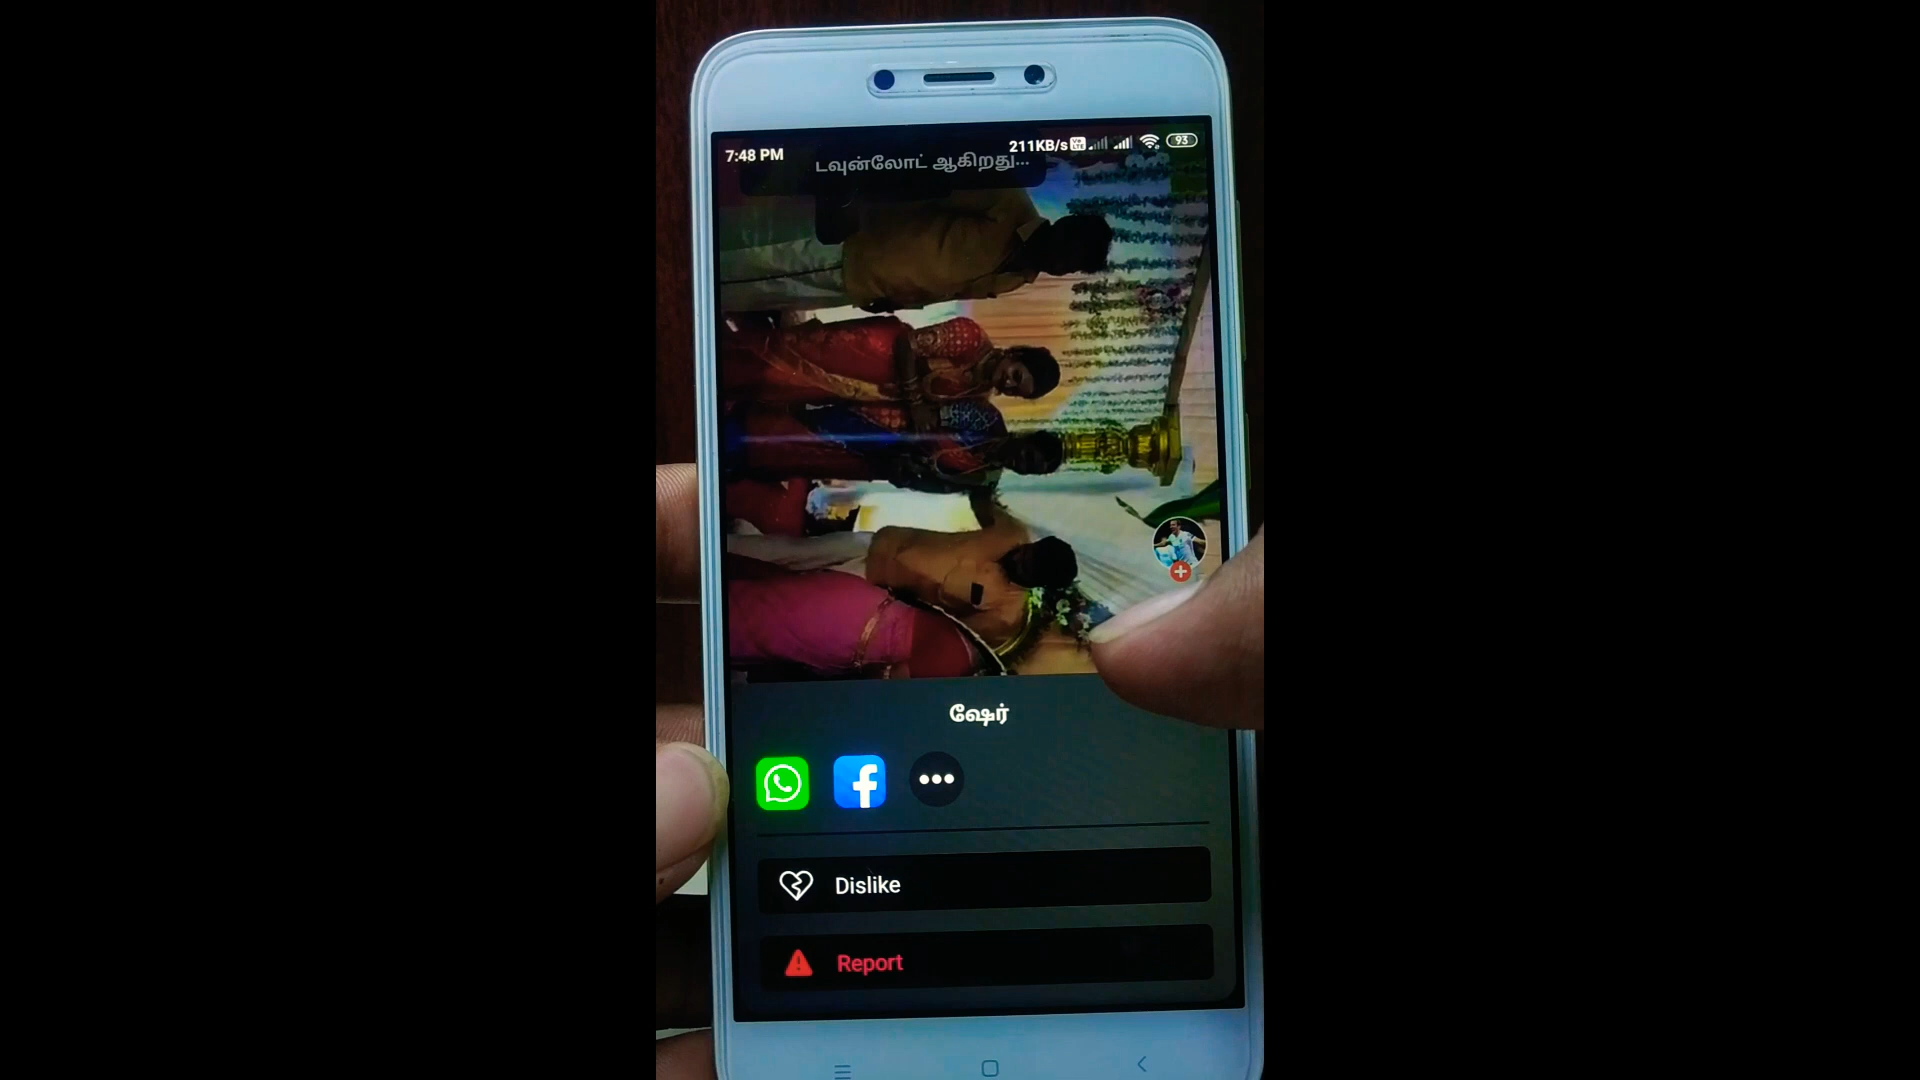 7:48 PM
211KB/s
93
டவுன்லோட் ஆகிறது...
ஷேர்
Dislike
Report